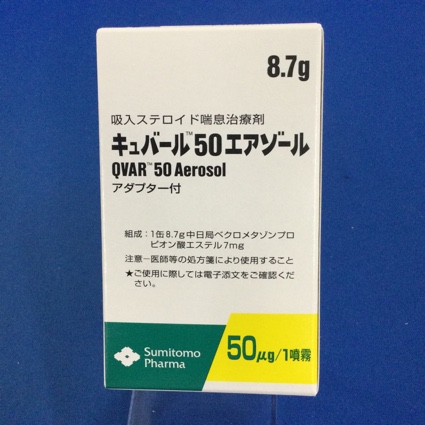 8.7g
吸入ステロイド喘息治療剤
キュバール™50エアゾール
QVAR™50 Aerosol
アダプター付
組成：1缶8.7g中日局ベクロメタゾンプロ
ピオン酸エステル7mg
注意－医師等の処方箋により使用すること
★ご使用に際しては電子添文をご確認くだ
さい。
Sumitomo
Pharma
50μg/1噴霧